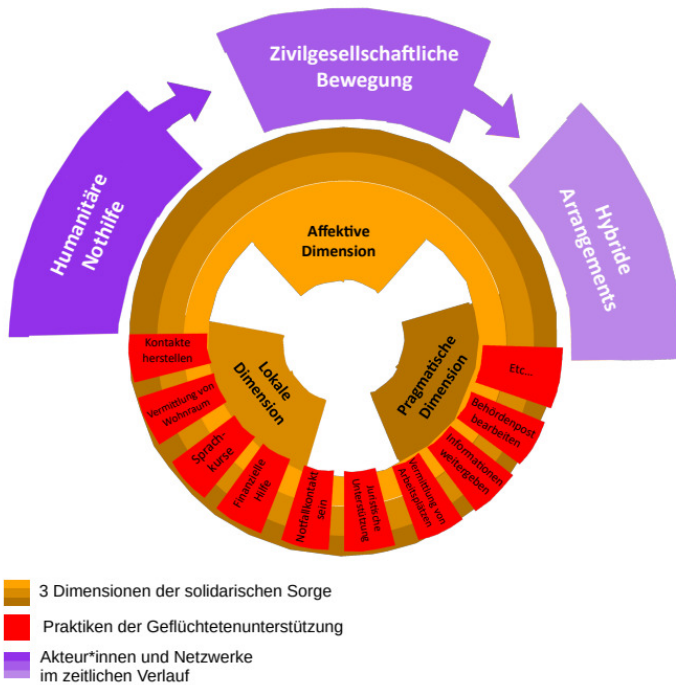 Zivilgesellschaftliche
Bewegung
Humanitäre
Nothilfe
Hybride
Arrangements
Affektive
Dimension
Lokale
Dimension
Pragmatische
Dimension
Kontakte
herstellen
Vermittlung von
Wohnraum
Sprach-
kurse
Finanzielle
Hilfe
Notfallkontakt
sein
Juristische
Unterstützung
Vermittlung von
Arbeitsplätzen
Informationen
weitergeben
Behördenpost
bearbeiten
Etc...
3 Dimensionen der solidarischen Sorge
Praktiken der Geflüchtetenunterstützung
Akteur*innen und Netzwerke
im zeitlichen Verlauf